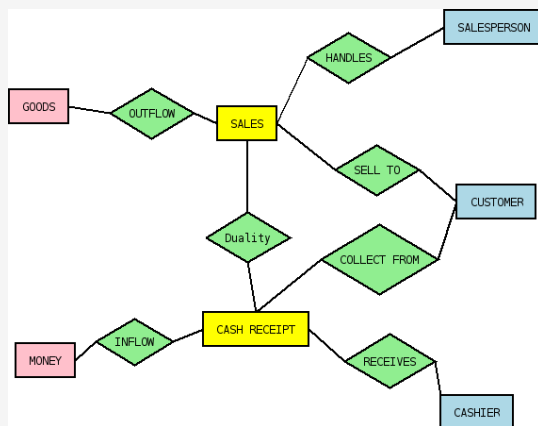 SALESPERSON
HANDLES
GOODS
OUTFLOW
SALES
SELL TO
CUSTOMER
Duality
COLLECT FROM
CASH RECEIPT
INFLOW
MONEY
RECEIVES
CASHIER